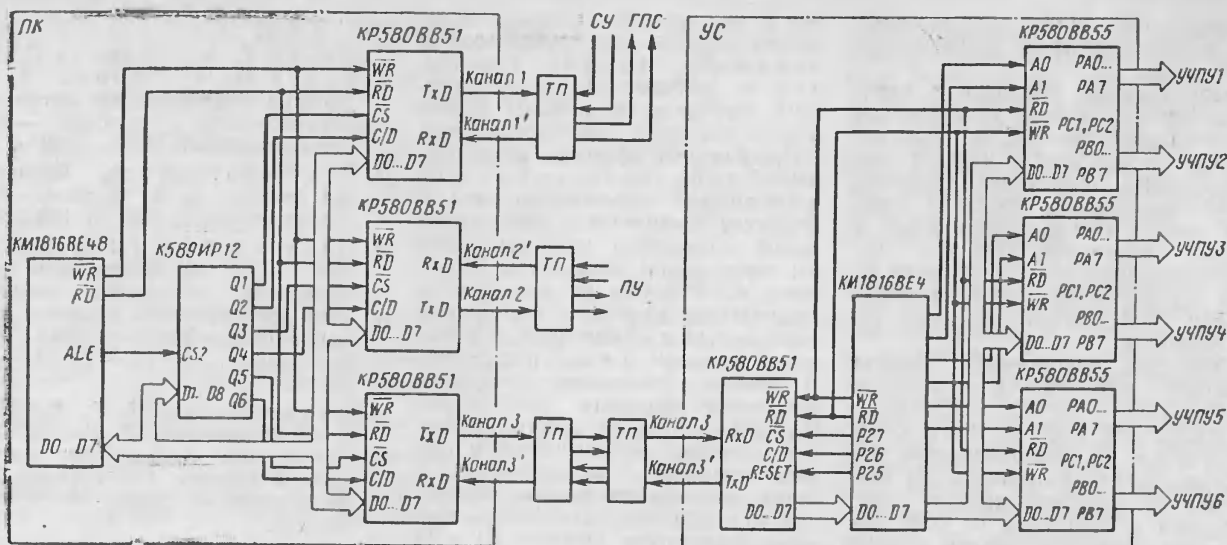 ПК
КМ1816ВЕ48
WR
RD
ALE
D0...D7
К589ИР12
CS2
D1...D8
Q1
Q2
Q3
Q4
Q5
Q6
КР580ВВ51
WR
RD
CS
C/D
D0...D7
TxD
RxD
Канал 1
Канал 1'
ТП
СУ ГПС
КР580ВВ51
WR
RD
CS
C/D
D0...D7
RxD
TxD
Канал 2'
Канал 2
ТП
ПУ
КР580ВВ51
WR
RD
CS
C/D
D0...D7
TxD
RxD
Канал 3
Канал 3'
ТП
ТП
Канал 3
Канал 3'
УС
КР580ВВ51
RxD
TxD
WR
RD
CS
C/D
RESET
D0...D7
КМ1816ВЕ4
WR
RD
P27
P26
P25
D0...D7
КР580ВВ55
A0
A1
RD
WR
D0...D7
PA0...
PA7
PC1,PC2
PB0...
PB7
УЧПУ1
УЧПУ2
КР580ВВ55
A0
A1
RD
WR
D0...D7
PA0...
PA7
PC1,PC2
PB0...
PB7
УЧПУ3
УЧПУ4
КР580ВВ55
A0
A1
RD
WR
D0...D7
PA0...
PA7
PC1,PC2
PB0...
PB7
УЧПУ5
УЧПУ6